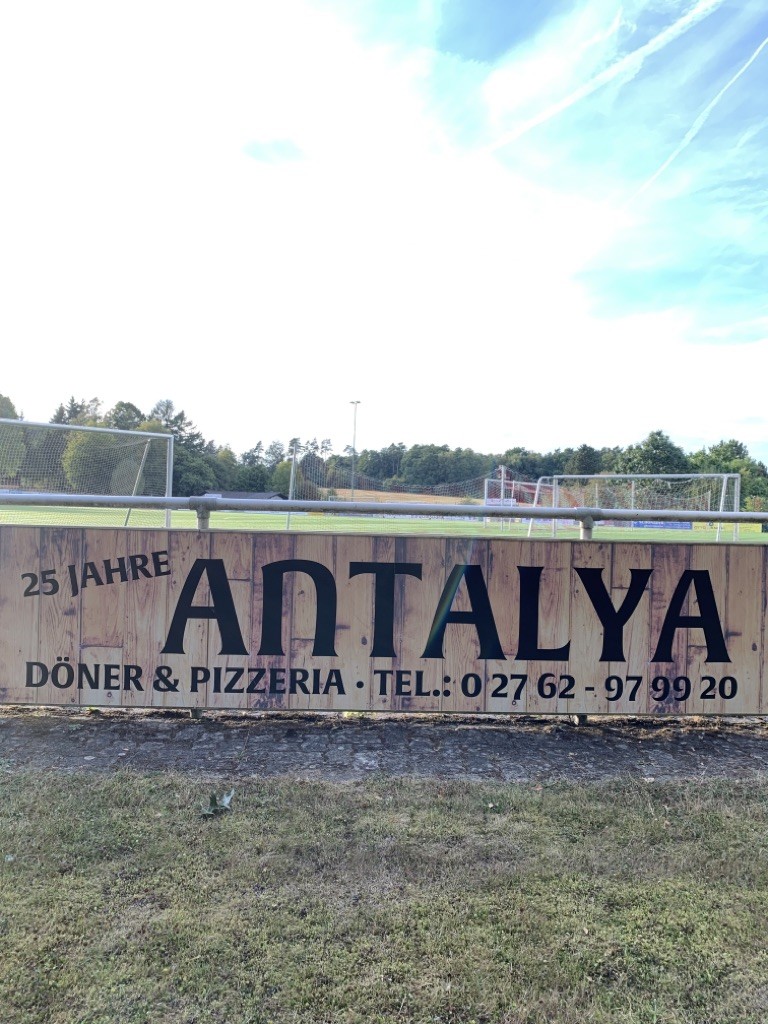 25 JAHRE
ANTALYA
DÖNER & PIZZERIA · TEL.: 0 27 62 - 97 99 20